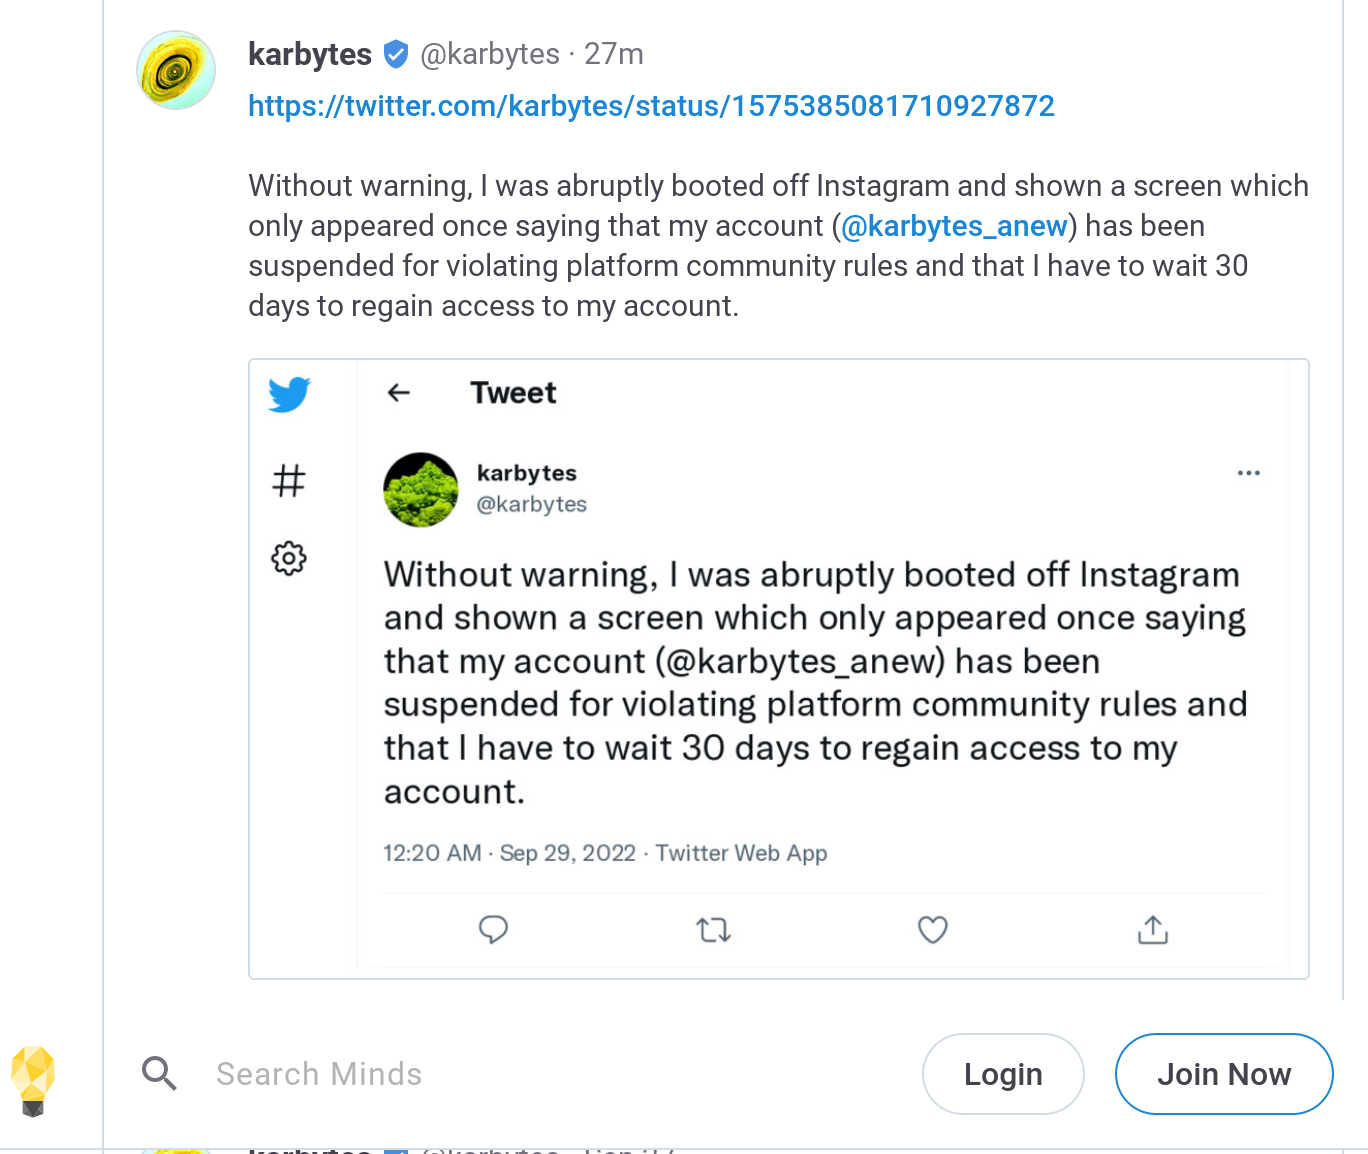 karbytes @karbytes · 27m
https://twitter.com/karbytes/status/1575385081710927872
Without warning, I was abruptly booted off Instagram and shown a screen which
only appeared once saying that my account (@karbytes_anew) has been
suspended for violating platform community rules and that I have to wait 30
days to regain access to my account.
Tweet
karbytes
@karbytes
Without warning, I was abruptly booted off Instagram
and shown a screen which only appeared once saying
that my account (@karbytes_anew) has been
suspended for violating platform community rules and
that I have to wait 30 days to regain access to my
account.
12:20 AM · Sep 29, 2022 · Twitter Web App
Search Minds
Login
Join Now
karbytes @karbytes